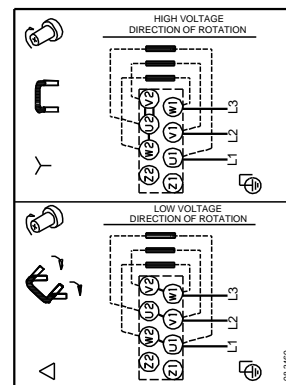 HIGH VOLTAGE
DIRECTION OF ROTATION
V2 W1 L3
U2 V1 L2
W2 U1 L1
Z2 Z1
LOW VOLTAGE
DIRECTION OF ROTATION
V2 W1 L3
U2 V1 L2
W2 U1 L1
Z2 Z1